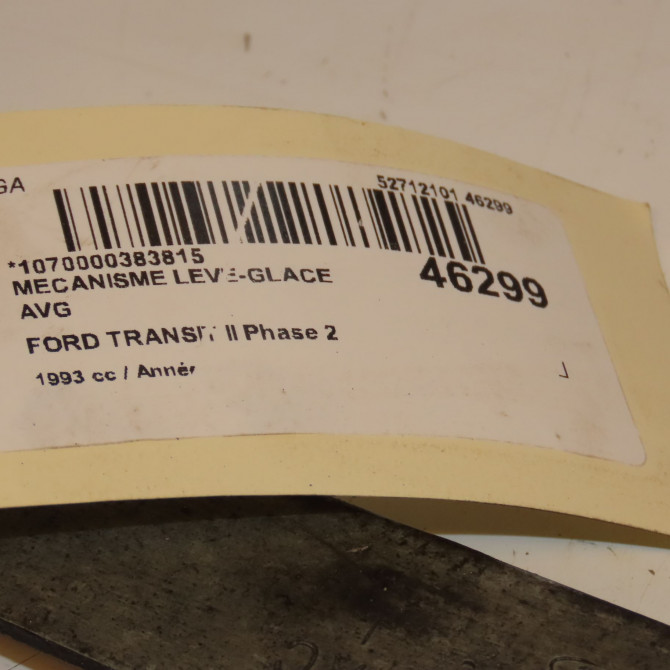 GA
52712101 46299
*1070000383815
46299
MECANISME LEVE-GLACE
AVG
FORD TRANSIT II Phase 2
1993 cc / Année